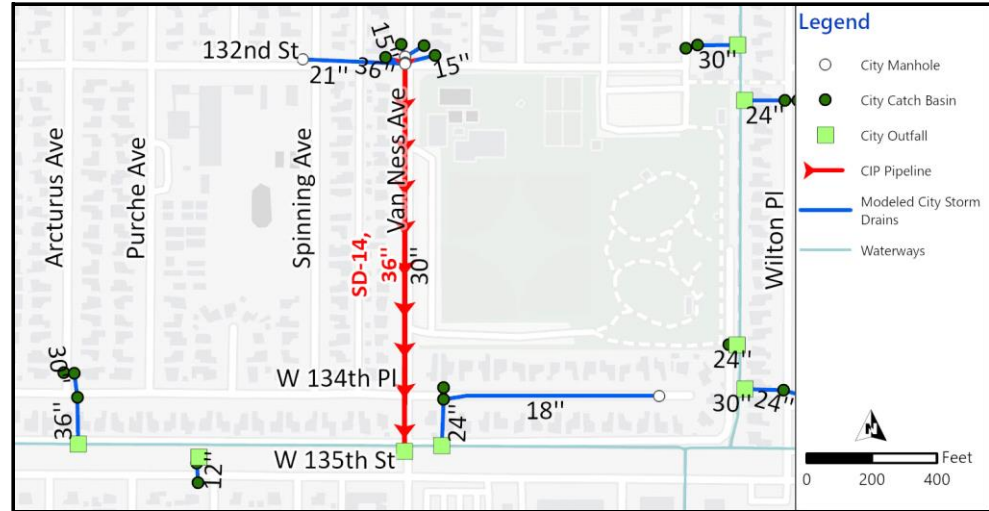 132nd St
21''
15''
36''
15''
30''
24''
Arcturus Ave
Purche Ave
Spinning Ave
Van Ness Ave
SD-14,
36''
30''
Wilton Pl
30''
36''
W 134th Pl
24''
18''
24''
30''
24''
12''
W 135th St
Legend
City Manhole
City Catch Basin
City Outfall
CIP Pipeline
Modeled City Storm
Drains
Waterways
N
Feet
0 200 400